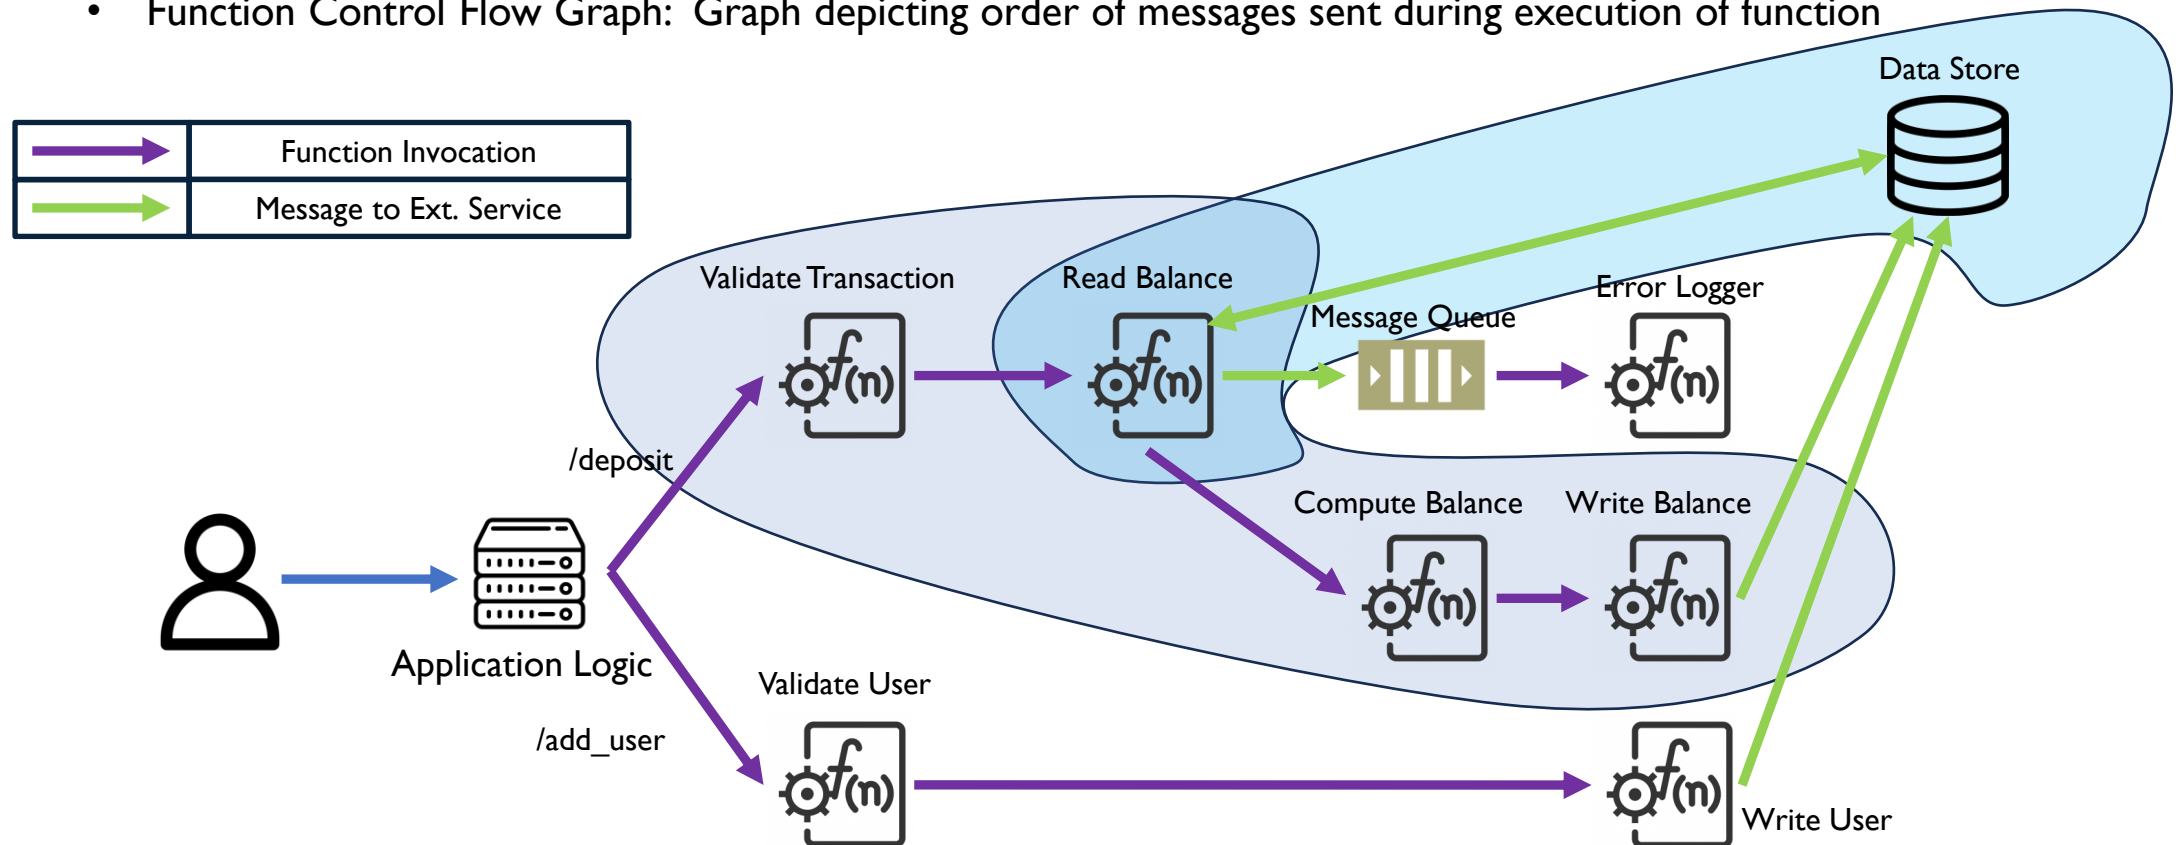 • Function Control Flow Graph: Graph depicting order of messages sent during execution of function
Data Store
Function Invocation
Message to Ext. Service
Validate Transaction
Read Balance
Error Logger
Message Queue
f(n)
f(n)
f(n)
/deposit
Compute Balance
Write Balance
f(n)
f(n)
Application Logic
Validate User
/add_user
f(n)
f(n)
Write User